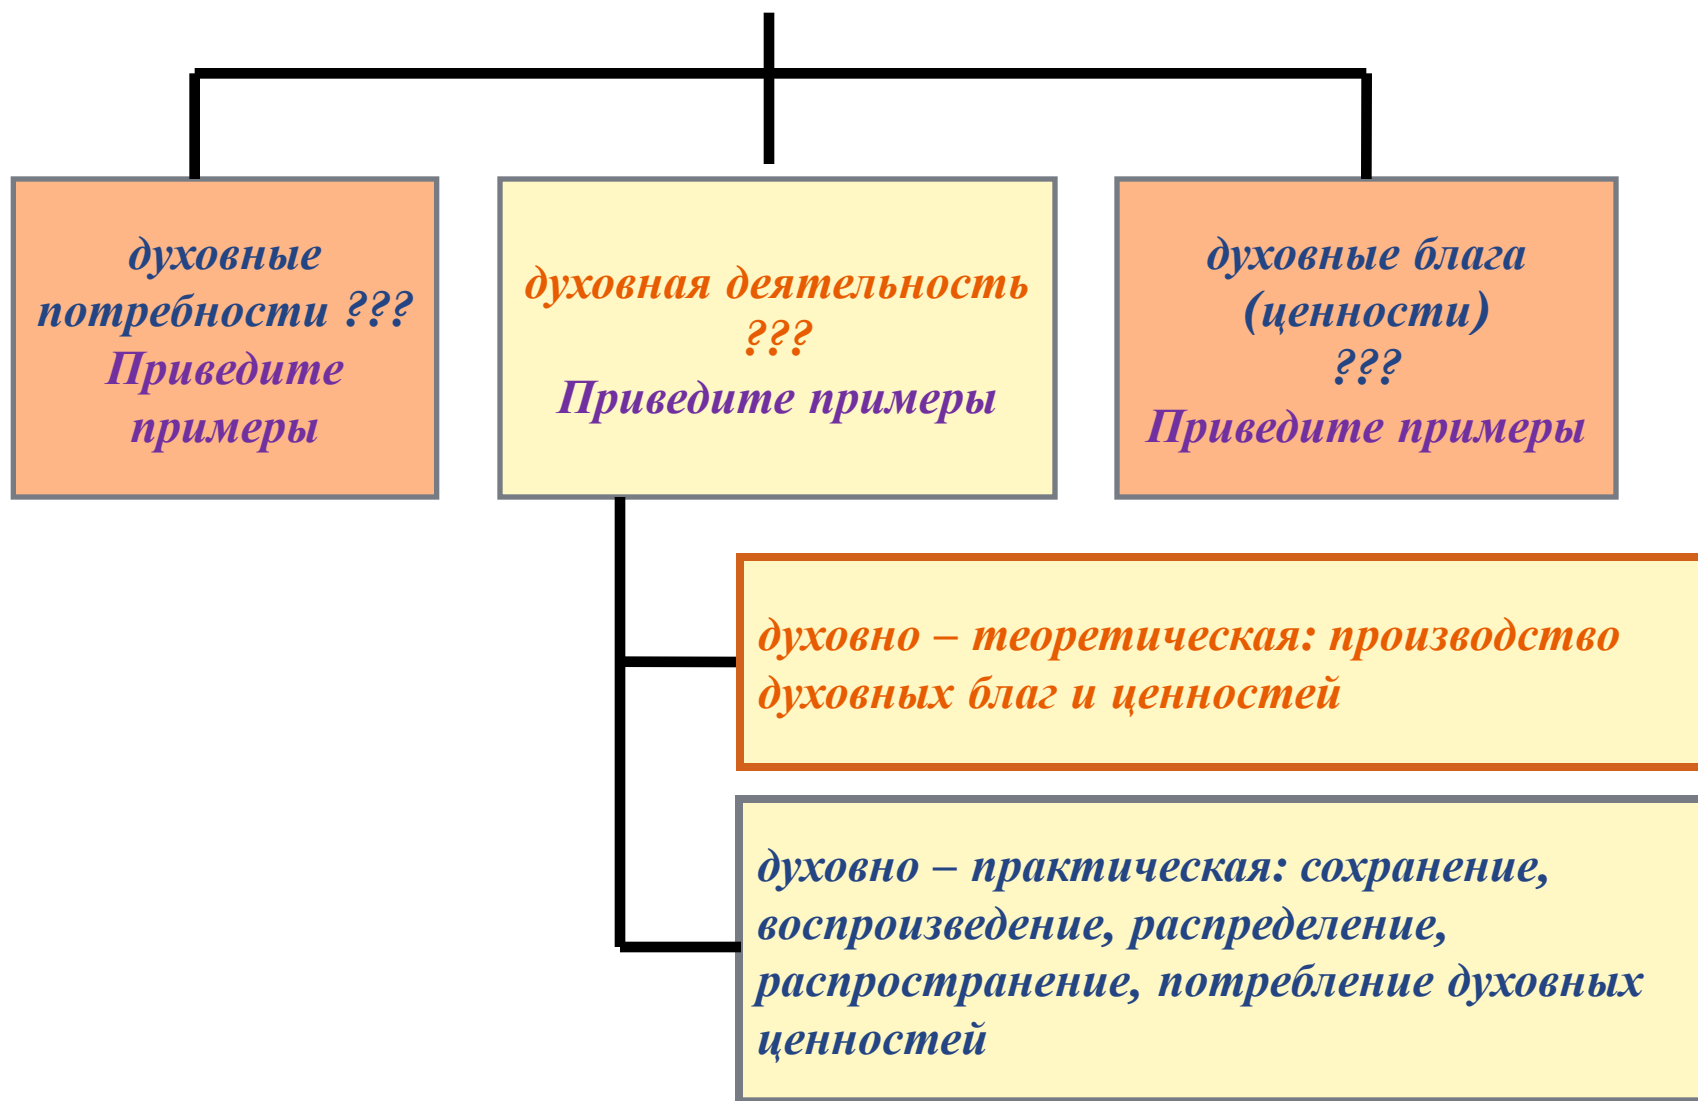 духовные
потребности ???
Приведите
примеры
духовная деятельность
???
Приведите примеры
духовные блага
(ценности)
???
Приведите примеры
духовно – теоретическая: производство
духовных благ и ценностей
духовно – практическая: сохранение,
воспроизведение, распределение,
распространение, потребление духовных
ценностей